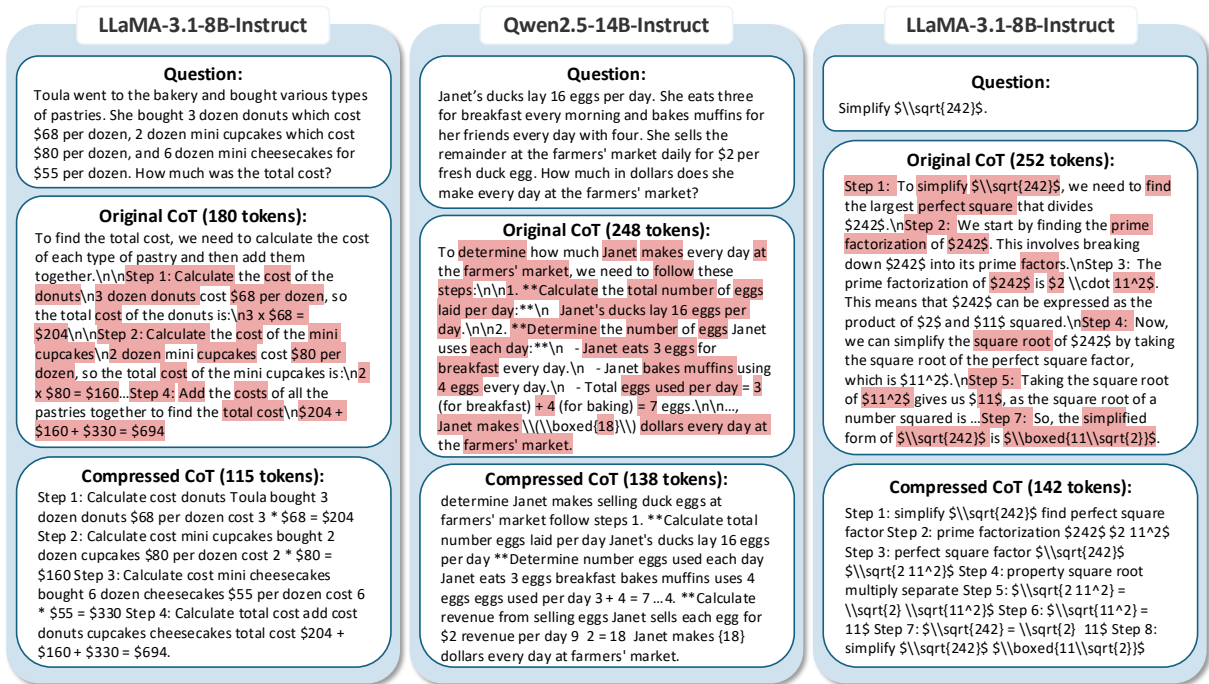 LLaMA-3.1-8B-Instruct
Question:
Toula went to the bakery and bought various types
of pastries. She bought 3 dozen donuts which cost
$68 per dozen, 2 dozen mini cupcakes which cost
$80 per dozen, and 6 dozen mini cheesecakes for
$55 per dozen. How much was the total cost?
Original CoT (180 tokens):
To find the total cost, we need to calculate the cost
of each type of pastry and then add them
together.\n\nStep 1: Calculate the cost of the
donuts\n3 dozen donuts cost $68 per dozen, so
the total cost of the donuts is:\n3 x $68 =
$204\n\nStep 2: Calculate the cost of the mini
cupcakes\n2 dozen mini cupcakes cost $80 per
dozen, so the total cost of the mini cupcakes is:\n2
x $80 = $160…Step 4: Add the costs of all the
pastries together to find the total cost\n$204 +
$160 + $330 = $694
Compressed CoT (115 tokens):
Step 1: Calculate cost donuts Toula bought 3
dozen donuts $68 per dozen cost 3 * $68 = $204
Step 2: Calculate cost mini cupcakes bought 2
dozen cupcakes $80 per dozen cost 2 * $80 =
$160 Step 3: Calculate cost mini cheesecakes
bought 6 dozen cheesecakes $55 per dozen cost 6
* $55 = $330 Step 4: Calculate total cost add cost
donuts cupcakes cheesecakes total cost $204 +
$160 + $330 = $694.
Qwen2.5-14B-Instruct
Question:
Janet's ducks lay 16 eggs per day. She eats three
for breakfast every morning and bakes muffins for
her friends every day with four. She sells the
remainder at the farmers' market daily for $2 per
fresh duck egg. How much in dollars does she
make every day at the farmers' market?
Original CoT (248 tokens):
To determine how much Janet makes every day at
the farmers' market, we need to follow these
steps:\n\n1. **Calculate the total number of eggs
laid per day:**\n   Janet's ducks lay 16 eggs per
day.\n\n2. **Determine the number of eggs Janet
uses each day:**\n   - Janet eats 3 eggs for
breakfast every day.\n   - Janet bakes muffins using
4 eggs every day.\n   - Total eggs used per day = 3
(for breakfast) + 4 (for baking) = 7 eggs.\n\n…,
Janet makes \\(\\boxed{18}\\) dollars every day at
the farmers' market.
Compressed CoT (138 tokens):
determine Janet makes selling duck eggs at
farmers' market follow steps 1. **Calculate total
number eggs laid per day Janet's ducks lay 16 eggs
per day **Determine number eggs used each day
Janet eats 3 eggs breakfast bakes muffins uses 4
eggs eggs used per day 3 + 4 = 7 …4. **Calculate
revenue from selling eggs Janet sells each egg for
$2 revenue per day 9  2 = 18  Janet makes {18}
dollars every day at farmers' market.
LLaMA-3.1-8B-Instruct
Question:
Simplify $\\sqrt{242}$.
Original CoT (252 tokens):
Step 1:  To simplify $\\sqrt{242}$, we need to find
the largest perfect square that divides
$242$.\nStep 2:  We start by finding the prime
factorization of $242$. This involves breaking
down $242$ into its prime factors.\nStep 3:  The
prime factorization of $242$ is $2 \\cdot 11^2$.
This means that $242$ can be expressed as the
product of $2$ and $11$ squared.\nStep 4:  Now,
we can simplify the square root of $242$ by taking
the square root of the perfect square factor,
which is $11^2$.\nStep 5:  Taking the square root
of $11^2$ gives us $11$, as the square root of a
number squared is …Step 7:  So, the simplified
form of $\\sqrt{242}$ is $\\boxed{11\\sqrt{2}}$.
Compressed CoT (142 tokens):
Step 1: simplify $\\sqrt{242}$ find perfect square
factor Step 2: prime factorization $242$ $2 11^2$
Step 3: perfect square factor $\\sqrt{242}$
$\\sqrt{2 11^2}$ Step 4: property square root
multiply separate Step 5: $\\sqrt{2 11^2} =
\\sqrt{2} \\sqrt{11^2}$ Step 6: $\\sqrt{11^2} =
11$ Step 7: $\\sqrt{242} = \\sqrt{2}  11$ Step 8:
simplify $\\sqrt{242}$ $\\boxed{11\\sqrt{2}}$